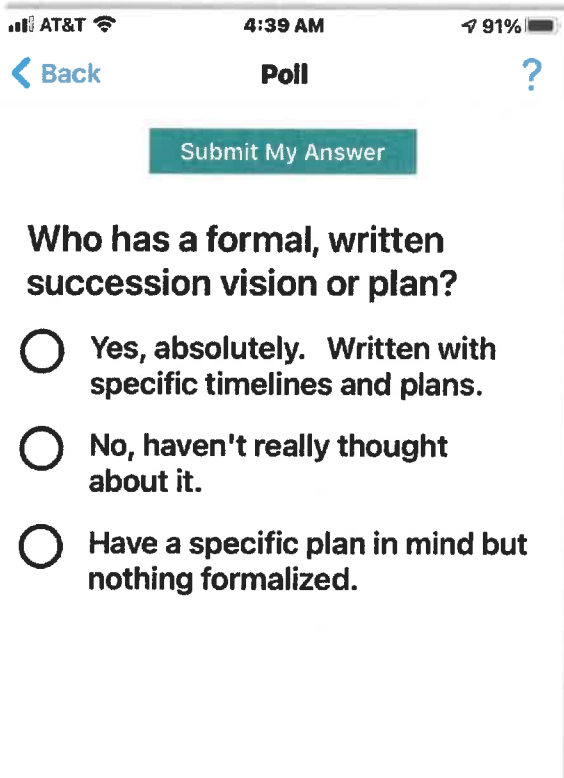 AT&T 4:39 AM 91%
Back Poll ?
Submit My Answer
Who has a formal, written
succession vision or plan?
Yes, absolutely. Written with
specific timelines and plans.
No, haven't really thought
about it.
Have a specific plan in mind but
nothing formalized.